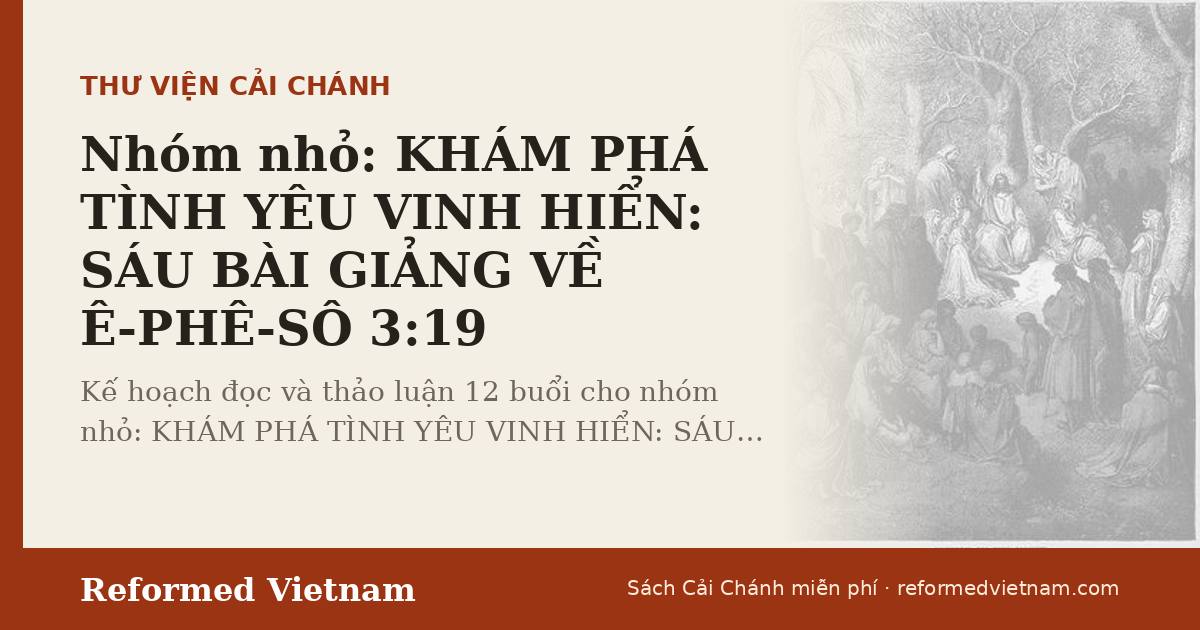 THƯ VIỆN CẢI CHÁNH
Nhóm nhỏ: KHÁM PHÁ
TÌNH YÊU VINH HIỂN:
SÁU BÀI GIẢNG VỀ
Ê-PHÊ-SÔ 3:19
Kế hoạch đọc và thảo luận 12 buổi cho nhóm
nhỏ: KHÁM PHÁ TÌNH YÊU VINH HIỂN: SÁU...
Reformed Vietnam
Sách Cải Chánh miễn phí · reformedvietnam.com